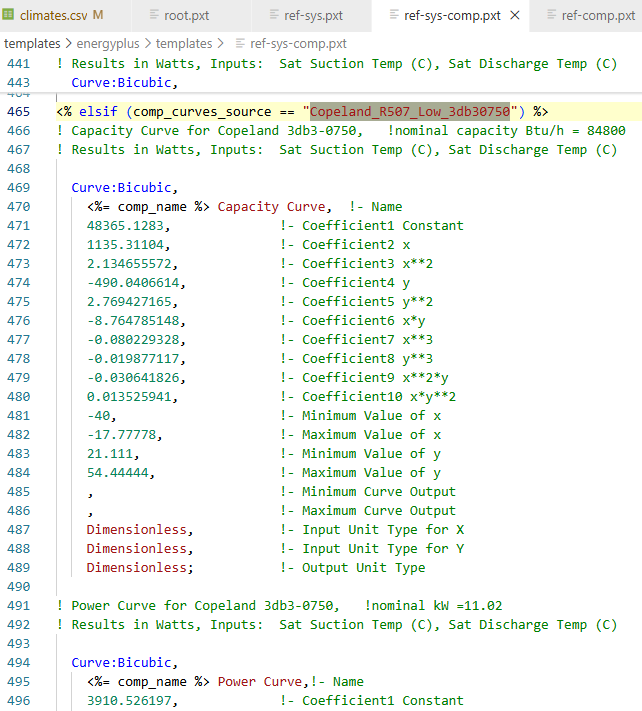 climates.csv M root.pxt ref-sys.pxt ref-sys-comp.pxt × ref-comp.pxt
templates > energyplus > templates > ref-sys-comp.pxt
441 ! Results in Watts, Inputs:  Sat Suction Temp (C), Sat Discharge Temp (C)
443 Curve:Bicubic,
465 <% elsif (comp_curves_source == "Copeland_R507_Low_3db30750") %>
466 ! Capacity Curve for Copeland 3db3-0750,   !nominal capacity Btu/h = 84800
467 ! Results in Watts, Inputs:  Sat Suction Temp (C), Sat Discharge Temp (C)
468
469 Curve:Bicubic,
470 <%= comp_name %> Capacity Curve,  !- Name
471 48365.1283, !- Coefficient1 Constant
472 1135.31104, !- Coefficient2 x
473 2.134655572, !- Coefficient3 x**2
474 -490.0406614, !- Coefficient4 y
475 2.769427165, !- Coefficient5 y**2
476 -8.764785148, !- Coefficient6 x*y
477 -0.080229328, !- Coefficient7 x**3
478 -0.019877117, !- Coefficient8 y**3
479 -0.030641826, !- Coefficient9 x**2*y
480 0.013525941, !- Coefficient10 x*y**2
481 -40, !- Minimum Value of x
482 -17.77778, !- Maximum Value of x
483 21.111, !- Minimum Value of y
484 54.44444, !- Maximum Value of y
485 , !- Minimum Curve Output
486 , !- Maximum Curve Output
487 Dimensionless, !- Input Unit Type for X
488 Dimensionless, !- Input Unit Type for Y
489 Dimensionless; !- Output Unit Type
490
491 ! Power Curve for Copeland 3db3-0750,   !nominal kW =11.02
492 ! Results in Watts, Inputs:  Sat Suction Temp (C), Sat Discharge Temp (C)
493
494 Curve:Bicubic,
495 <%= comp_name %> Power Curve,!- Name
496 3910.526197, !- Coefficient1 Constant